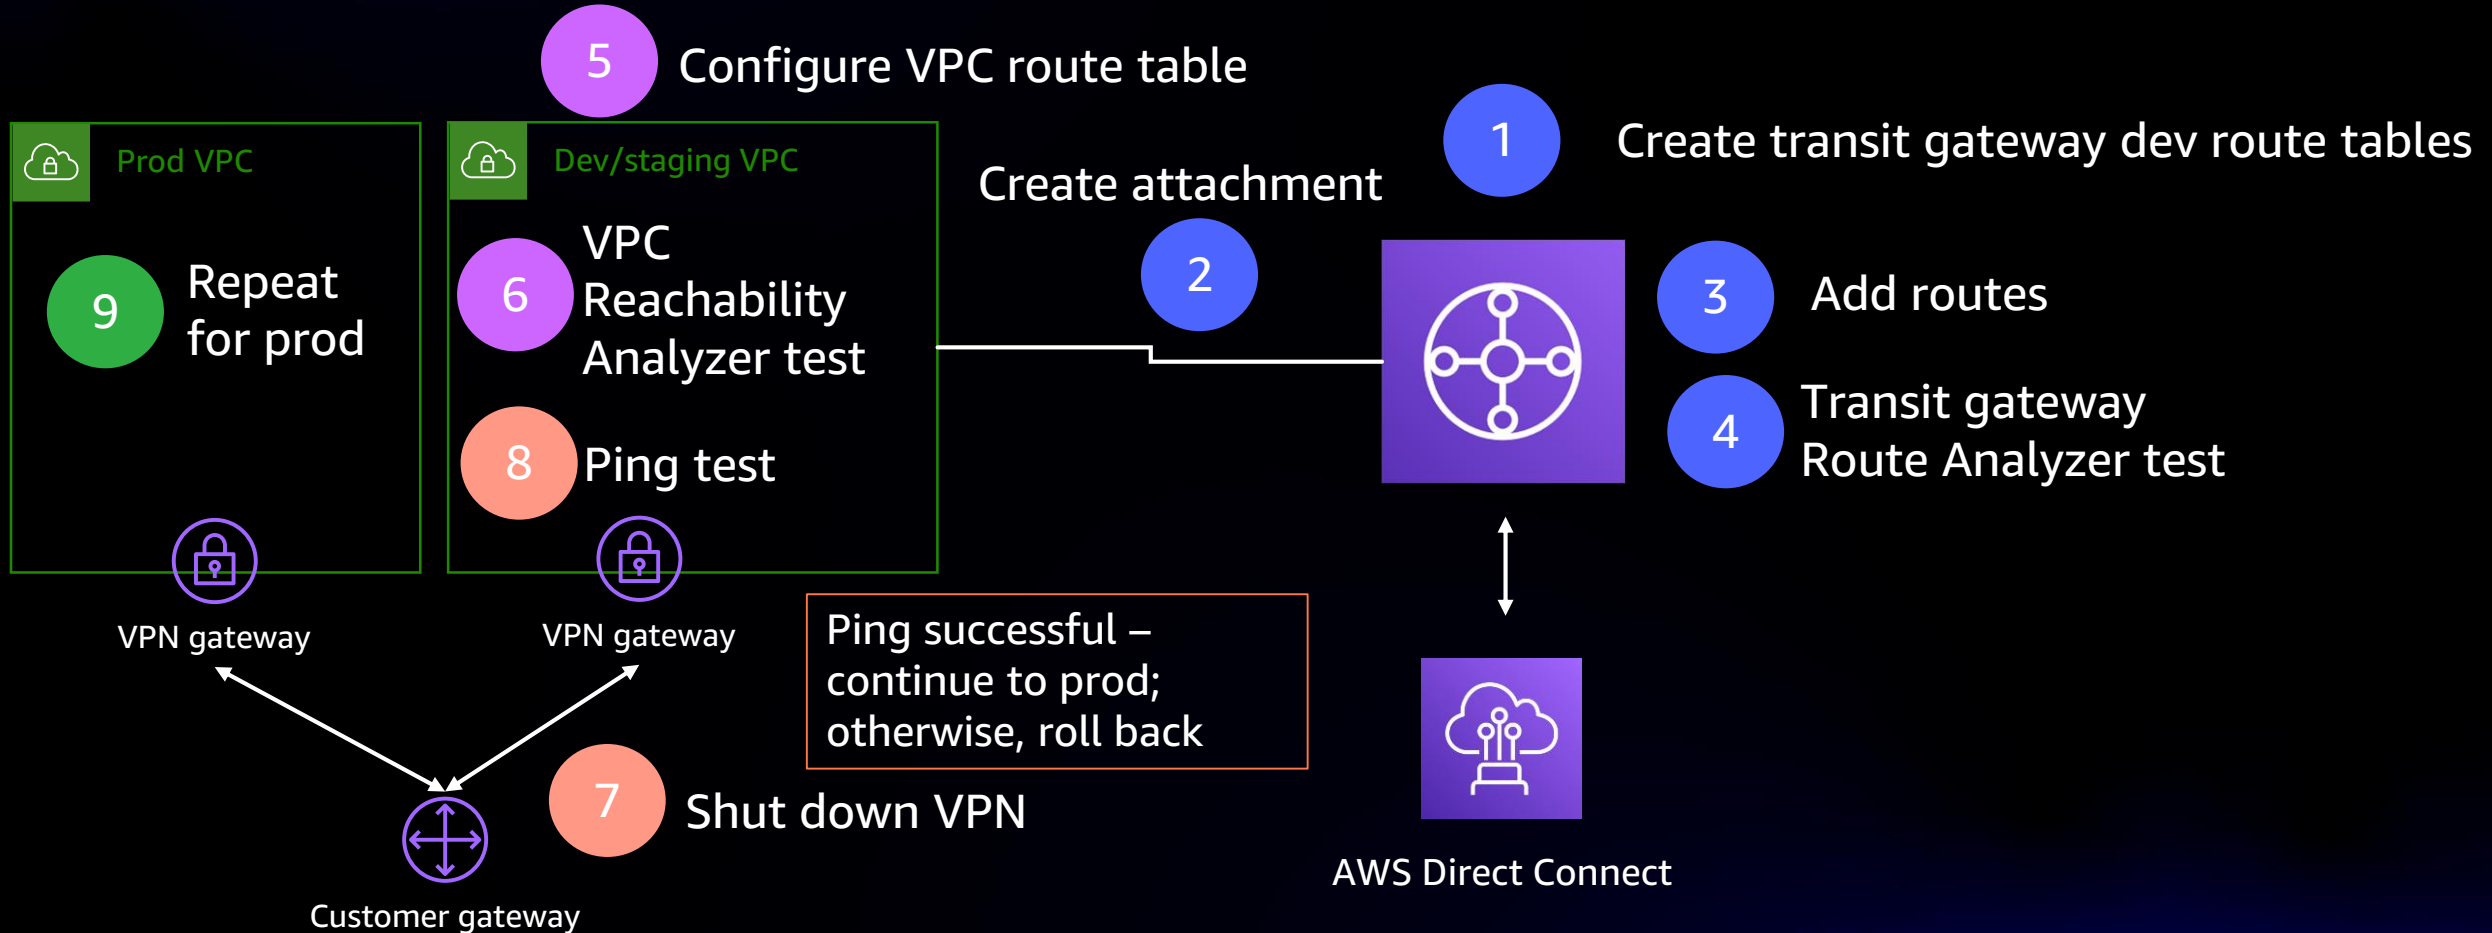 5
Configure VPC route table
1
Create transit gateway dev route tables
Prod VPC
Dev/staging VPC
Create attachment
2
9
Repeat
for prod
6
VPC
Reachability
Analyzer test
3
Add routes
4
Transit gateway
Route Analyzer test
8
Ping test
VPN gateway
VPN gateway
Ping successful –
continue to prod;
otherwise, roll back
7
Shut down VPN
AWS Direct Connect
Customer gateway